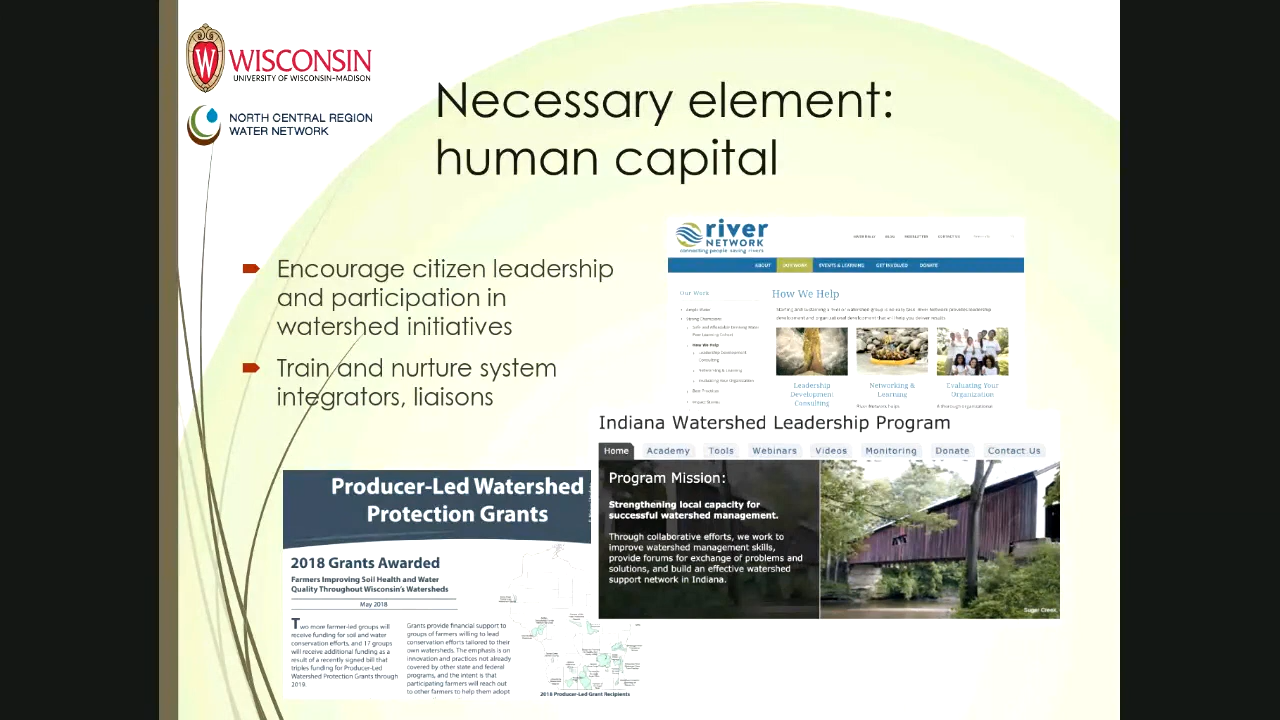 WISCONSIN
UNIVERSITY OF WISCONSIN–MADISON
NORTH CENTRAL REGION
WATER NETWORK
Necessary element:
human capital
Encourage citizen leadership
and participation in
watershed initiatives
Train and nurture system
integrators, liaisons
river
NETWORK
connecting people saving rivers
ABOUT OUR WORK EVENTS & LEARNING GET INVOLVED DONATE
Our Work
How We Help
How We Help
Leadership
Development
Consulting
Networking &
Learning
Evaluating Your
Organization
Indiana Watershed Leadership Program
Home Academy Tools Webinars Videos Monitoring Donate Contact Us
Program Mission:
Strengthening local capacity for
successful watershed management.
Through collaborative efforts, we work to
improve watershed management skills,
provide forums for exchange of problems and
solutions, and build an effective watershed
support network in Indiana.
Sugar Creek
Producer-Led Watershed
Protection Grants
2018 Grants Awarded
Farmers Improving Soil Health and Water
Quality Throughout Wisconsin's Watersheds
May 2018
Two more farmer-led groups will
receive funding for soil and water
conservation efforts, and 17 groups
will receive additional funding as a
result of a recently signed bill that
triples funding for Producer-Led
Watershed Protection Grants through
2019.
Grants provide financial support to
groups of farmers willing to lead
conservation efforts tailored to their
own watersheds. The emphasis is on
innovation and practices not already
covered by other state and federal
programs, and the intent is that
participating farmers will reach out
to other farmers to help them adopt
2018 Producer-Led Grant Recipients